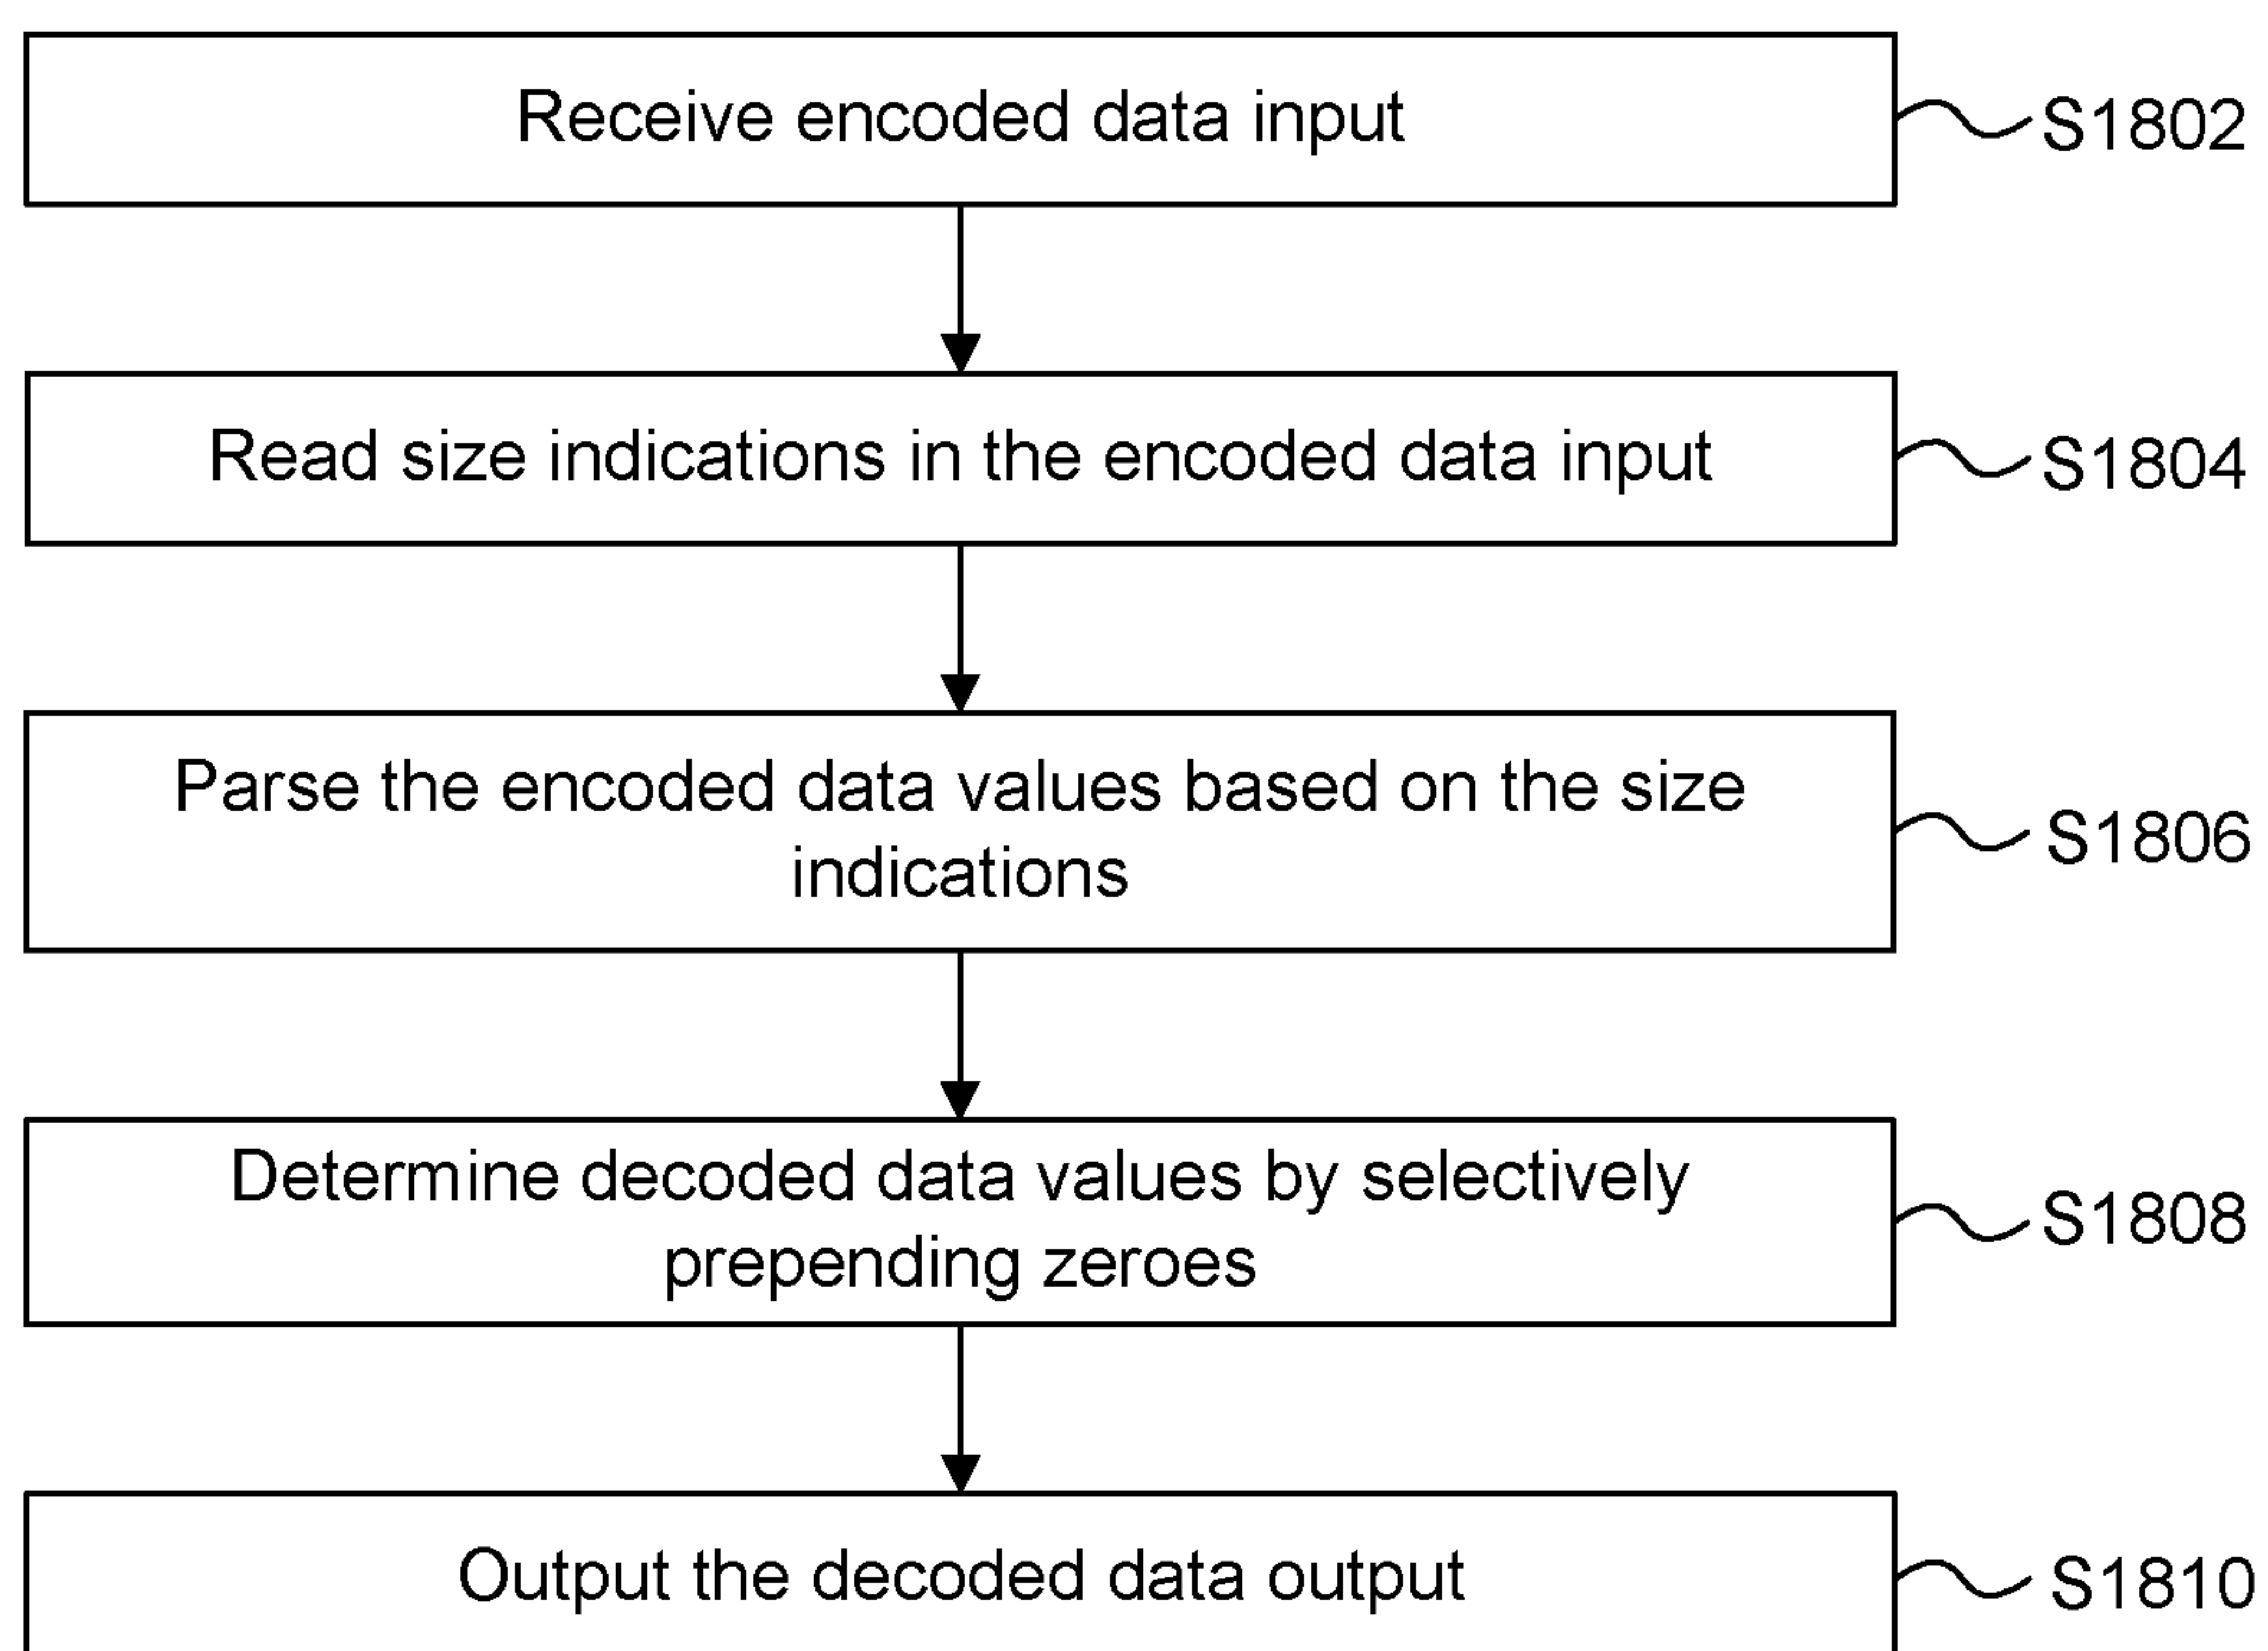 Receive encoded data input
S1802
Read size indications in the encoded data input
S1804
Parse the encoded data values based on the size
indications
S1806
Determine decoded data values by selectively
prepending zeroes
S1808
Output the decoded data output
S1810